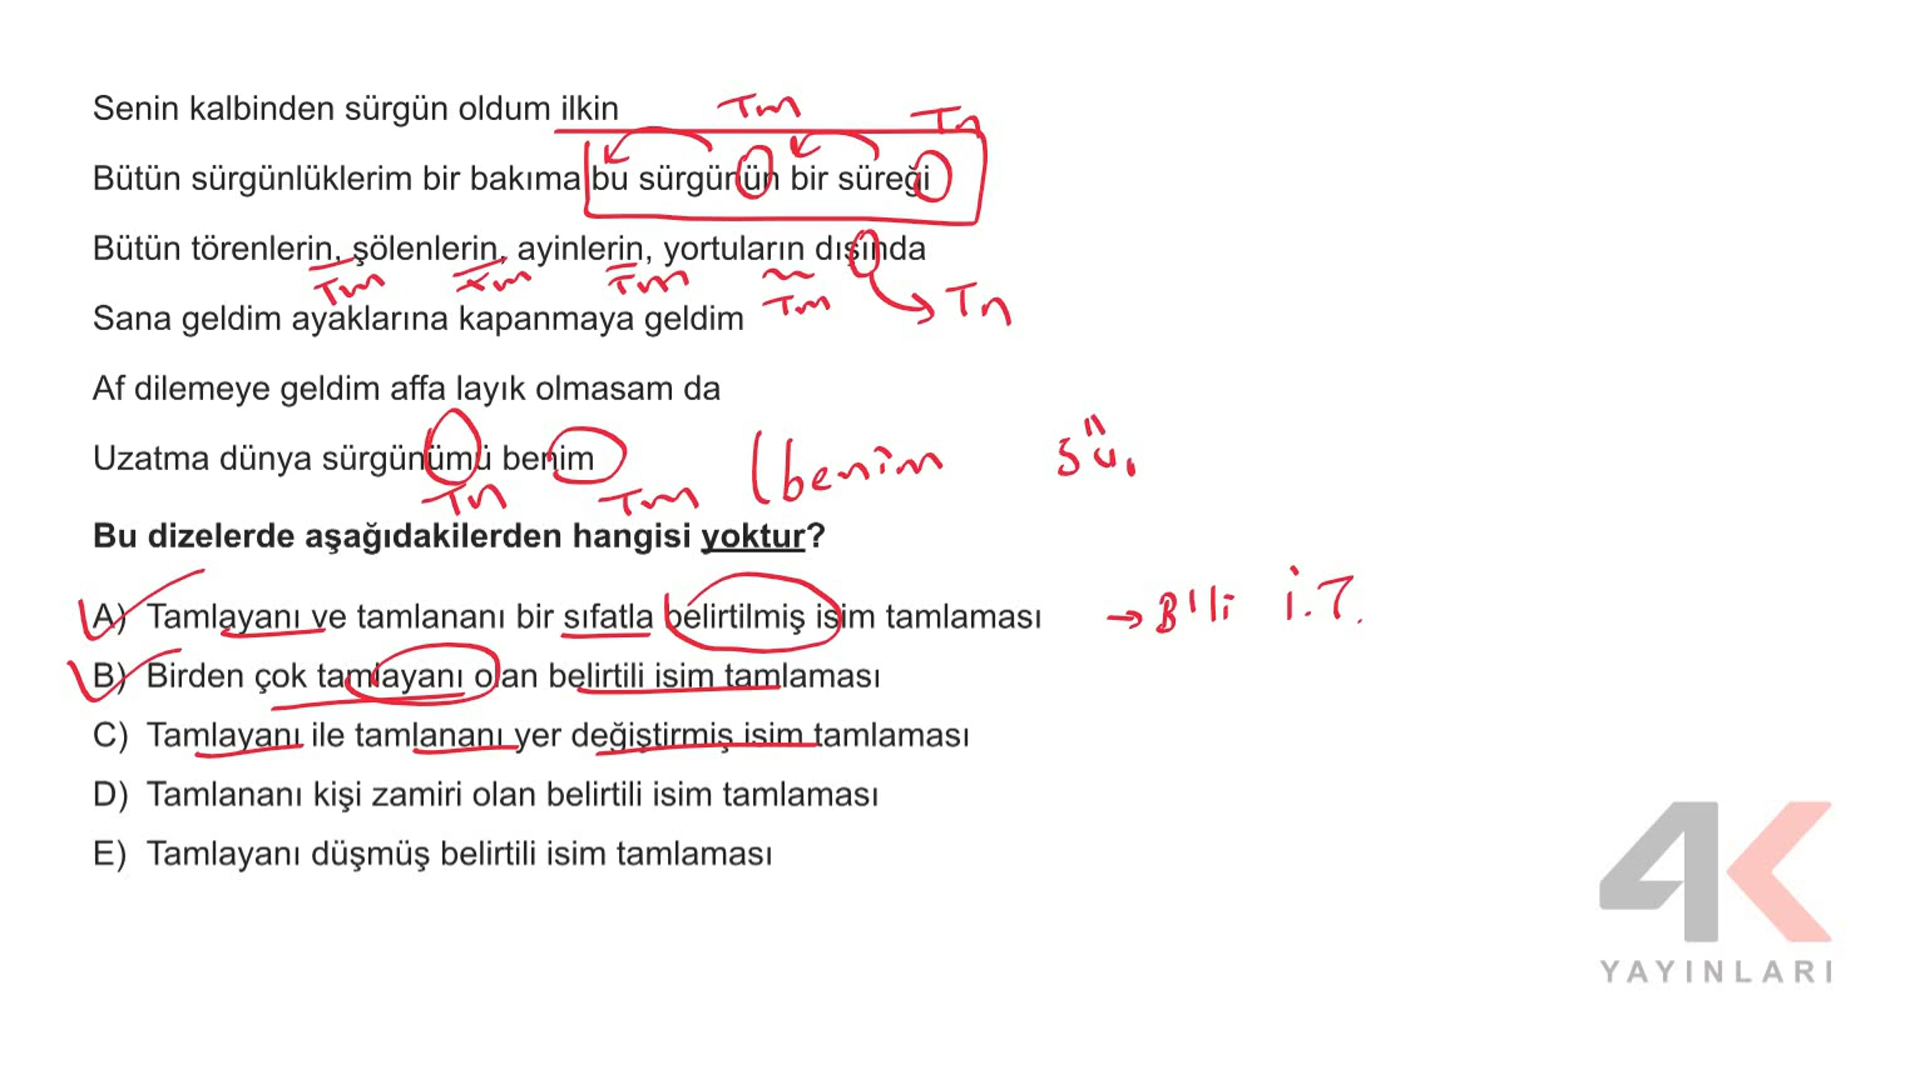 Senin kalbinden sürgün oldum ilkin
Tm
Tn
Bütün sürgünlüklerim bir bakıma bu sürgünün bir süreği
Bütün törenlerin, şölenlerin, ayinlerin, yortuların dışında
Tm Tm Tm Tm Tn
Sana geldim ayaklarına kapanmaya geldim
Af dilemeye geldim affa layık olmasam da
Uzatma dünya sürgünümü benim (benim sü.
Tn Tm
Bu dizelerde aşağıdakilerden hangisi yoktur?
A) Tamlayanı ve tamlananı bir sıfatla belirtilmiş isim tamlaması → B'li i.T.
B) Birden çok tamlayanı olan belirtili isim tamlaması
C) Tamlayanı ile tamlananı yer değiştirmiş isim tamlaması
D) Tamlananı kişi zamiri olan belirtili isim tamlaması
E) Tamlayanı düşmüş belirtili isim tamlaması
4K
YAYINLARI